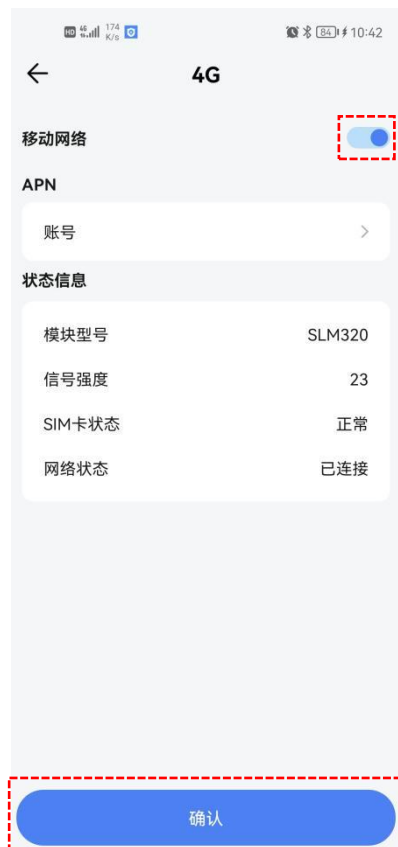 HD 4G 174 K/s 84 10:42
4G
移动网络
APN
账号
状态信息
模块型号 SLM320
信号强度 23
SIM卡状态 正常
网络状态 已连接
确认